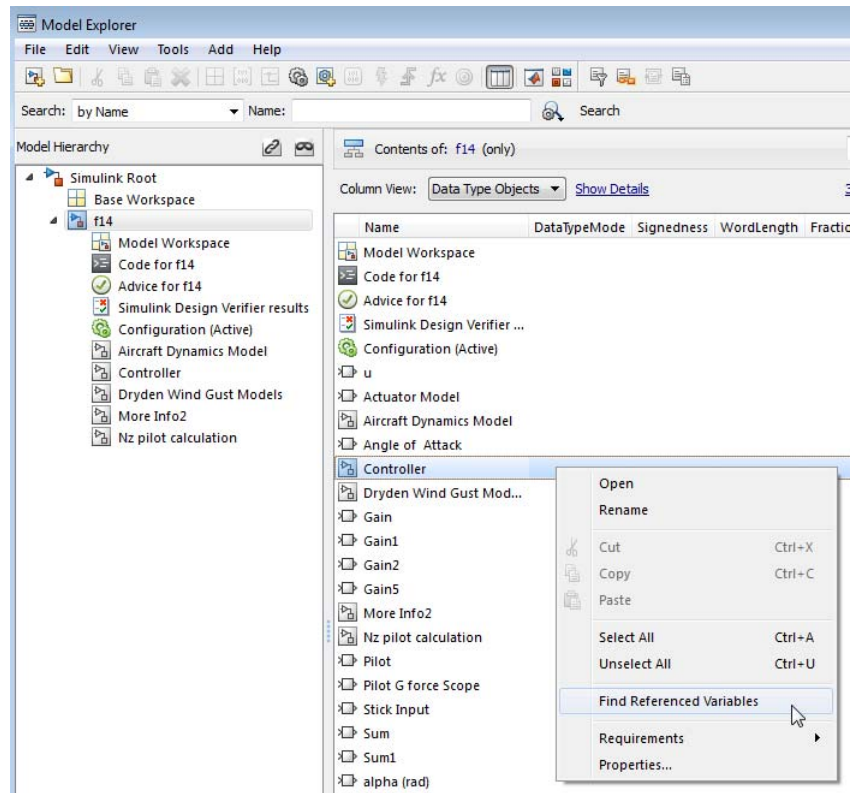 Model Explorer
File Edit View Tools Add Help
Search: by Name Name: Search
Model Hierarchy
Simulink Root
Base Workspace
f14
Model Workspace
Code for f14
Advice for f14
Simulink Design Verifier results
Configuration (Active)
Aircraft Dynamics Model
Controller
Dryden Wind Gust Models
More Info2
Nz pilot calculation
Contents of: f14 (only)
Column View: Data Type Objects Show Details
Name DataTypeMode Signedness WordLength Fractio
Model Workspace
Code for f14
Advice for f14
Simulink Design Verifier ...
Configuration (Active)
u
Actuator Model
Aircraft Dynamics Model
Angle of Attack
Controller
Dryden Wind Gust Mod...
Gain
Gain1
Gain2
Gain5
More Info2
Nz pilot calculation
Pilot
Pilot G force Scope
Stick Input
Sum
Sum1
alpha (rad)
Open
Rename
Cut Ctrl+X
Copy Ctrl+C
Paste
Select All Ctrl+A
Unselect All Ctrl+U
Find Referenced Variables
Requirements
Properties...